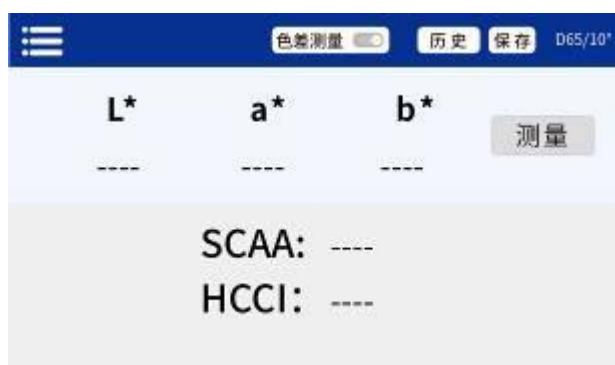 色差测量 历史 保存 D65/10°
L* a* b*
测量
---- ---- ----
SCAA: ----
HCCI: ----